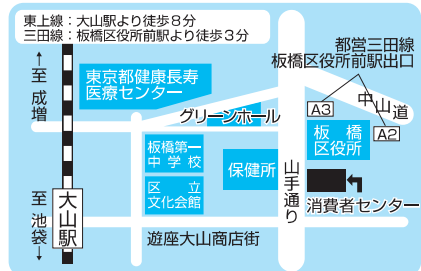 東上線：大山駅より徒歩８分
三田線：板橋区役所前駅より徒歩３分
都営三田線
板橋区役所前駅出口
↑至 成増
東京都健康長寿
医療センター
グリーンホール
中山道
A3
A2
板橋
区役所
板橋第一
中学校
保健所
区立
文化会館
山手通り
消費者センター
大山駅
至 池袋↓
遊座大山商店街